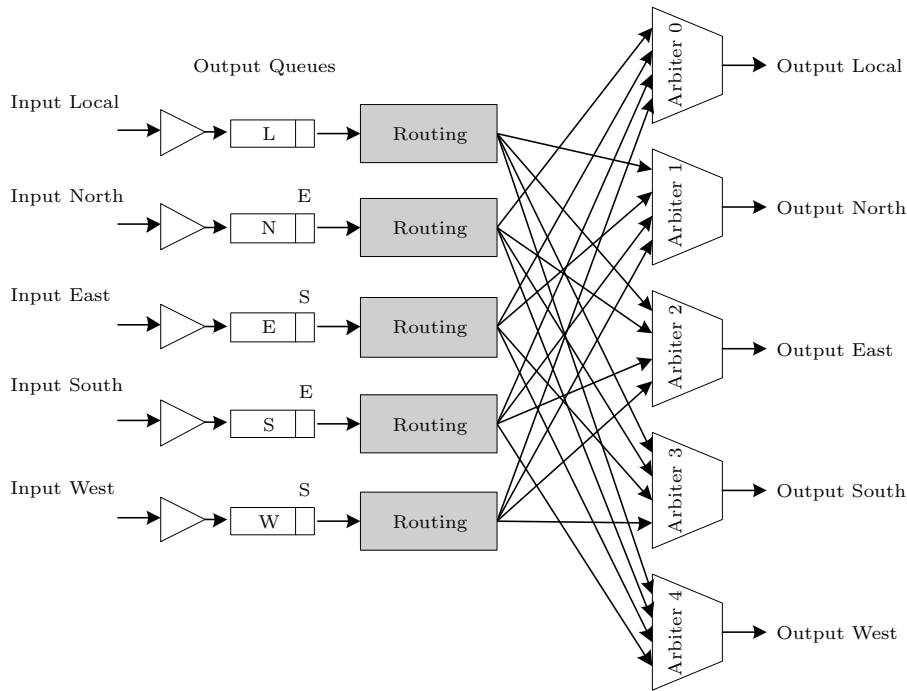 Output Queues
Input Local
L
Routing
Input North
E
N
Routing
Input East
S
E
Routing
Input South
E
S
Routing
Input West
S
W
Routing
Arbiter 0
Output Local
Arbiter 1
Output North
Arbiter 2
Output East
Arbiter 3
Output South
Arbiter 4
Output West